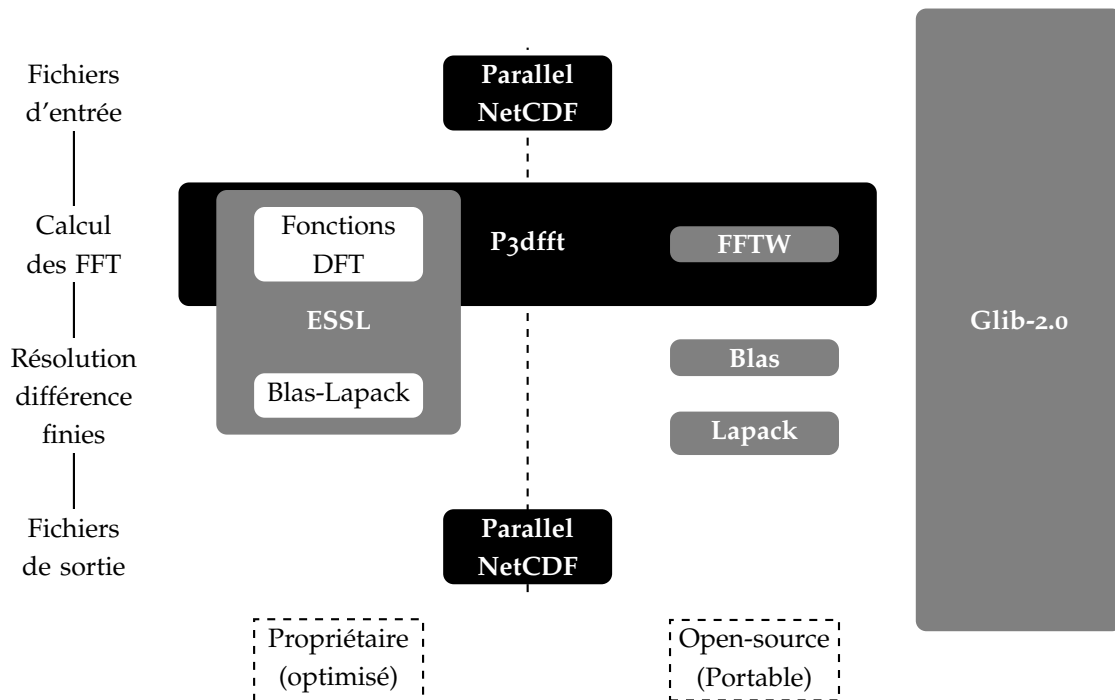 Fichiers
d'entrée
Parallel
NetCDF
Calcul
des FFT
Fonctions
DFT
P3dfft
FFTW
ESSL
Glib-2.0
Résolution
différence
finies
Blas-Lapack
Blas
Lapack
Fichiers
de sortie
Parallel
NetCDF
Propriétaire
(optimisé)
Open-source
(Portable)